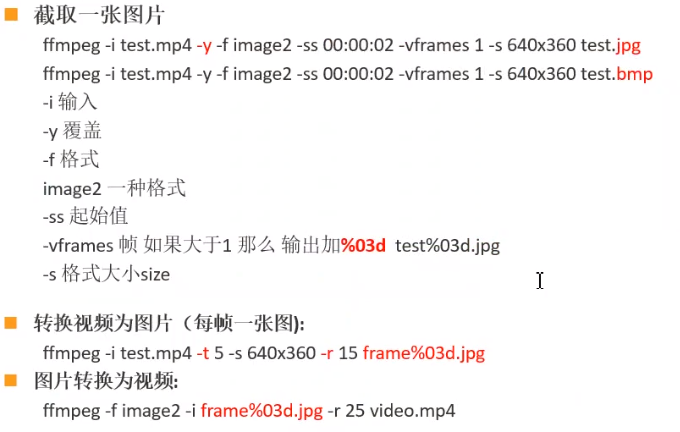 截取一张图片
ffmpeg -i test.mp4 -y -f image2 -ss 00:00:02 -vframes 1 -s 640x360 test.jpg
ffmpeg -i test.mp4 -y -f image2 -ss 00:00:02 -vframes 1 -s 640x360 test.bmp
-i 输入
-y 覆盖
-f 格式
image2 一种格式
-ss 起始值
-vframes 帧 如果大于1 那么 输出加%03d test%03d.jpg
-s 格式大小size
转换视频为图片（每帧一张图):
ffmpeg -i test.mp4 -t 5 -s 640x360 -r 15 frame%03d.jpg
图片转换为视频:
ffmpeg -f image2 -i frame%03d.jpg -r 25 video.mp4